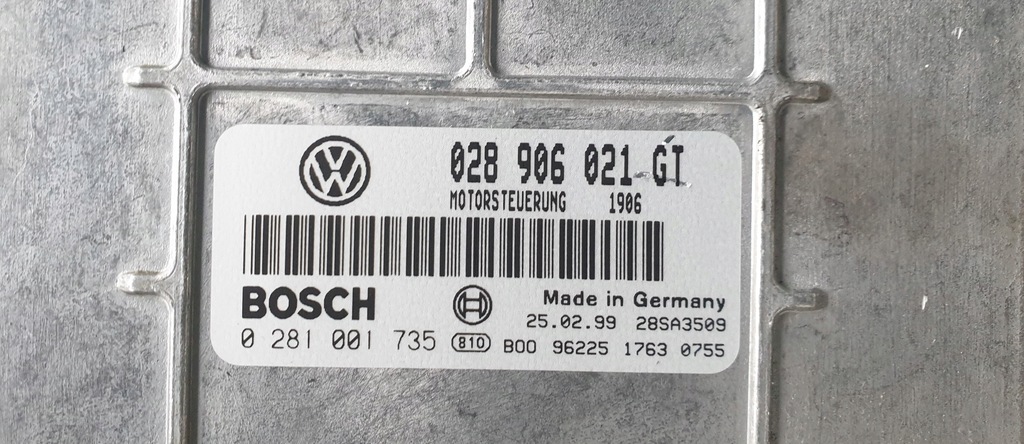 028 906 021 GT
MOTORSTEUERUNG 1906
BOSCH
Made in Germany
25.02.99 28SA3509
0 281 001 735 810 B00 96225 1763 0755